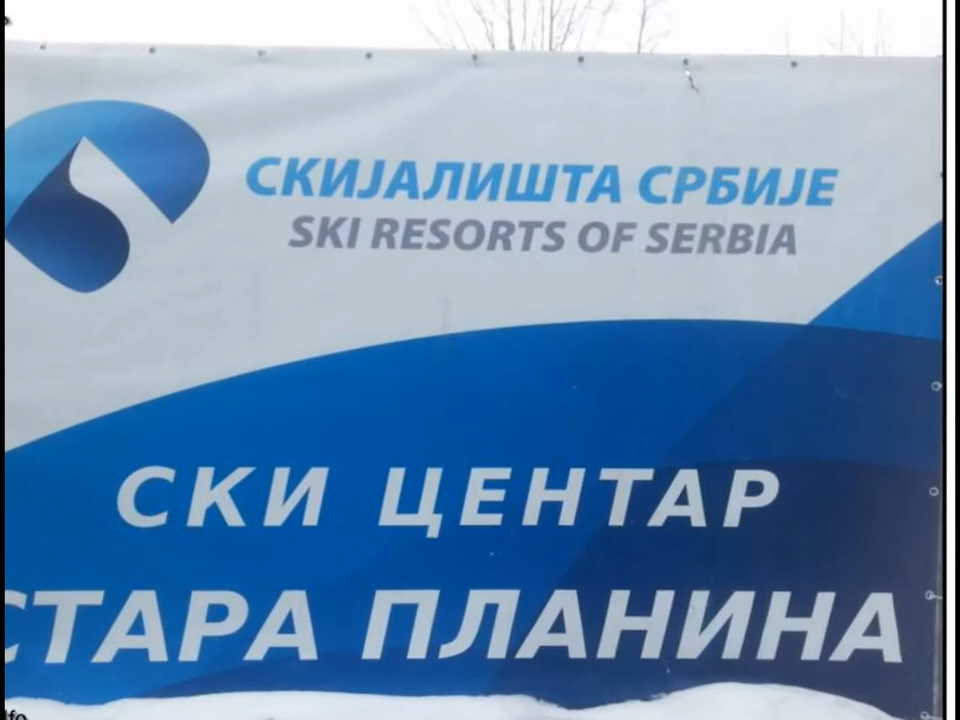 СКИЈАЛИШТА СРБИЈЕ
SKI RESORTS OF SERBIA
СКИ ЦЕНТАР
СТАРА ПЛАНИНА